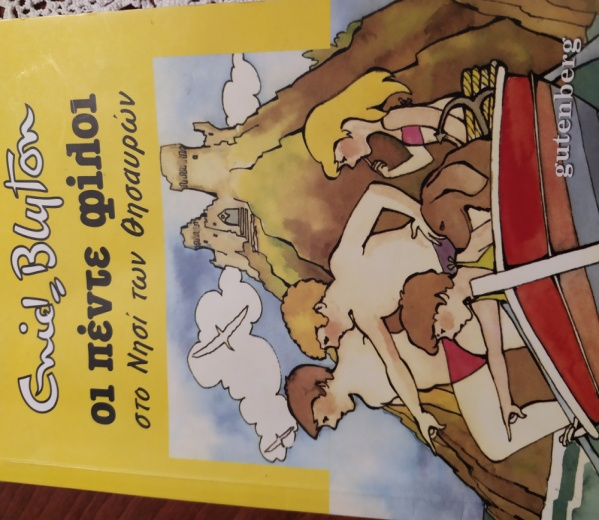 Enid Blyton
οι πέντε φίλοι
στο Νησί των Θησαυρών
gutenberg